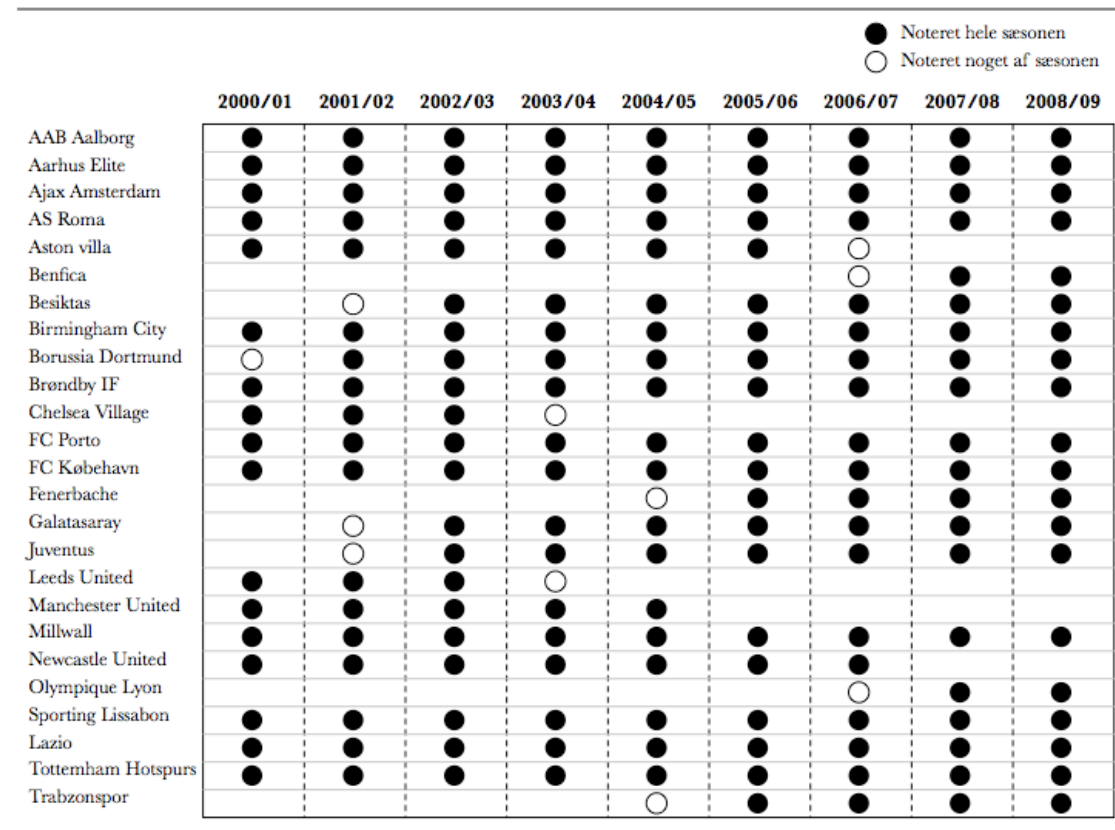 Noteret hele sæsonen
Noteret noget af sæsonen
2000/01 2001/02 2002/03 2003/04 2004/05 2005/06 2006/07 2007/08 2008/09
AAB Aalborg
Aarhus Elite
Ajax Amsterdam
AS Roma
Aston villa
Benfica
Besiktas
Birmingham City
Borussia Dortmund
Brøndby IF
Chelsea Village
FC Porto
FC Købehavn
Fenerbache
Galatasaray
Juventus
Leeds United
Manchester United
Millwall
Newcastle United
Olympique Lyon
Sporting Lissabon
Lazio
Tottemham Hotspurs
Trabzonspor